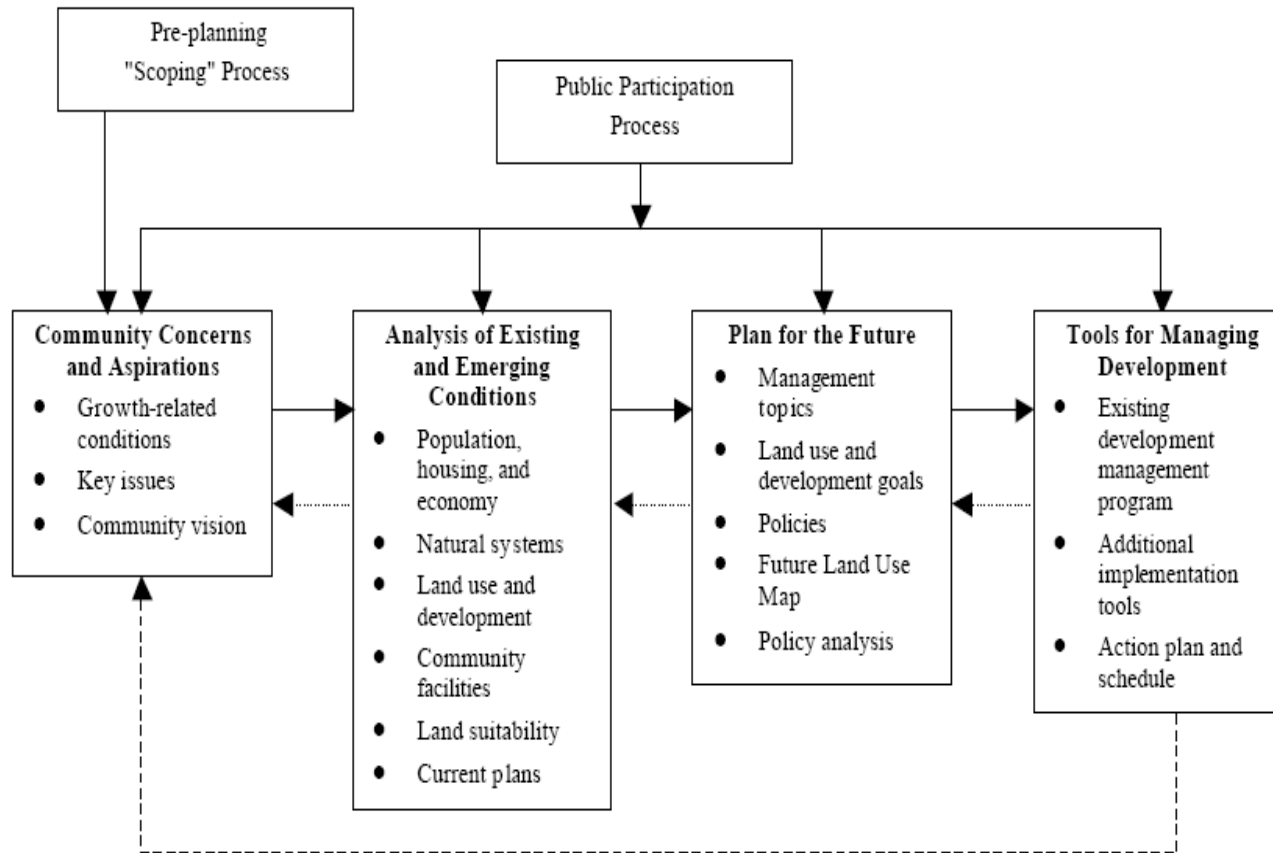 Pre-planning
"Scoping" Process
Public Participation
Process
Community Concerns
and Aspirations
● Growth-related
conditions
● Key issues
● Community vision
Analysis of Existing
and Emerging
Conditions
● Population,
housing, and
economy
● Natural systems
● Land use and
development
● Community
facilities
● Land suitability
● Current plans
Plan for the Future
● Management
topics
● Land use and
development goals
● Policies
● Future Land Use
Map
● Policy analysis
Tools for Managing
Development
● Existing
development
management
program
● Additional
implementation
tools
● Action plan and
schedule